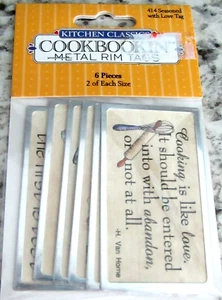 KITCHEN CLASSICS
COOKBOOKIN'
METAL RIM TAGS
414 Seasoned
with Love Tag
6 Pieces
2 of Each Size
Cooking is like love.
It should be entered
into with abandon,
or not at all.
-H. Van Horne